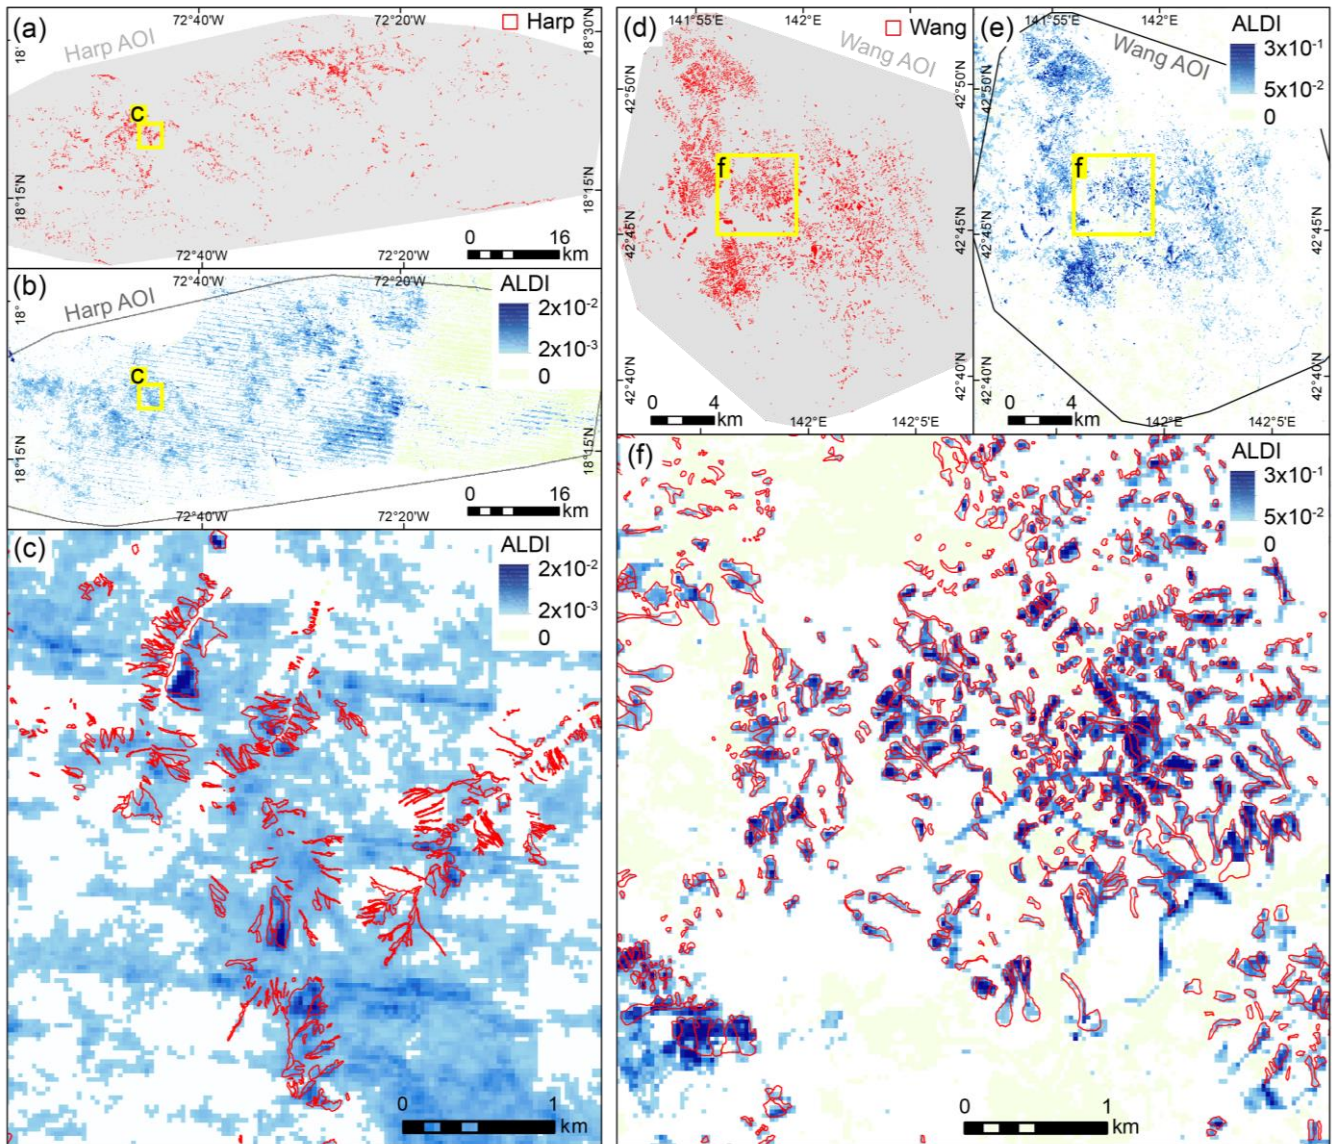 (a)
72°40'W
72°20'W
Harp
Harp AOI
18°
18°30'N
c
18°15'N
18°15'N
72°40'W
72°20'W
0 16
km
(b)
Harp AOI
ALDI
2x10-2
2x10-3
0
18°
c
18°15'N
18°15'N
72°40'W
72°20'W
0 16
km
(c)
ALDI
2x10-2
2x10-3
0
0 1
km
(d)
141°55'E
142°E
Wang
Wang AOI
42°50'N
42°50'N
f
42°45'N
42°45'N
42°40'N
42°40'N
0 4
km
142°E
142°5'E
(e)
141°55'E
142°E
Wang AOI
ALDI
3x10-1
5x10-2
0
42°50'N
f
42°45'N
42°40'N
0 4
km
142°E
142°5'E
(f)
ALDI
3x10-1
5x10-2
0
0 1
km